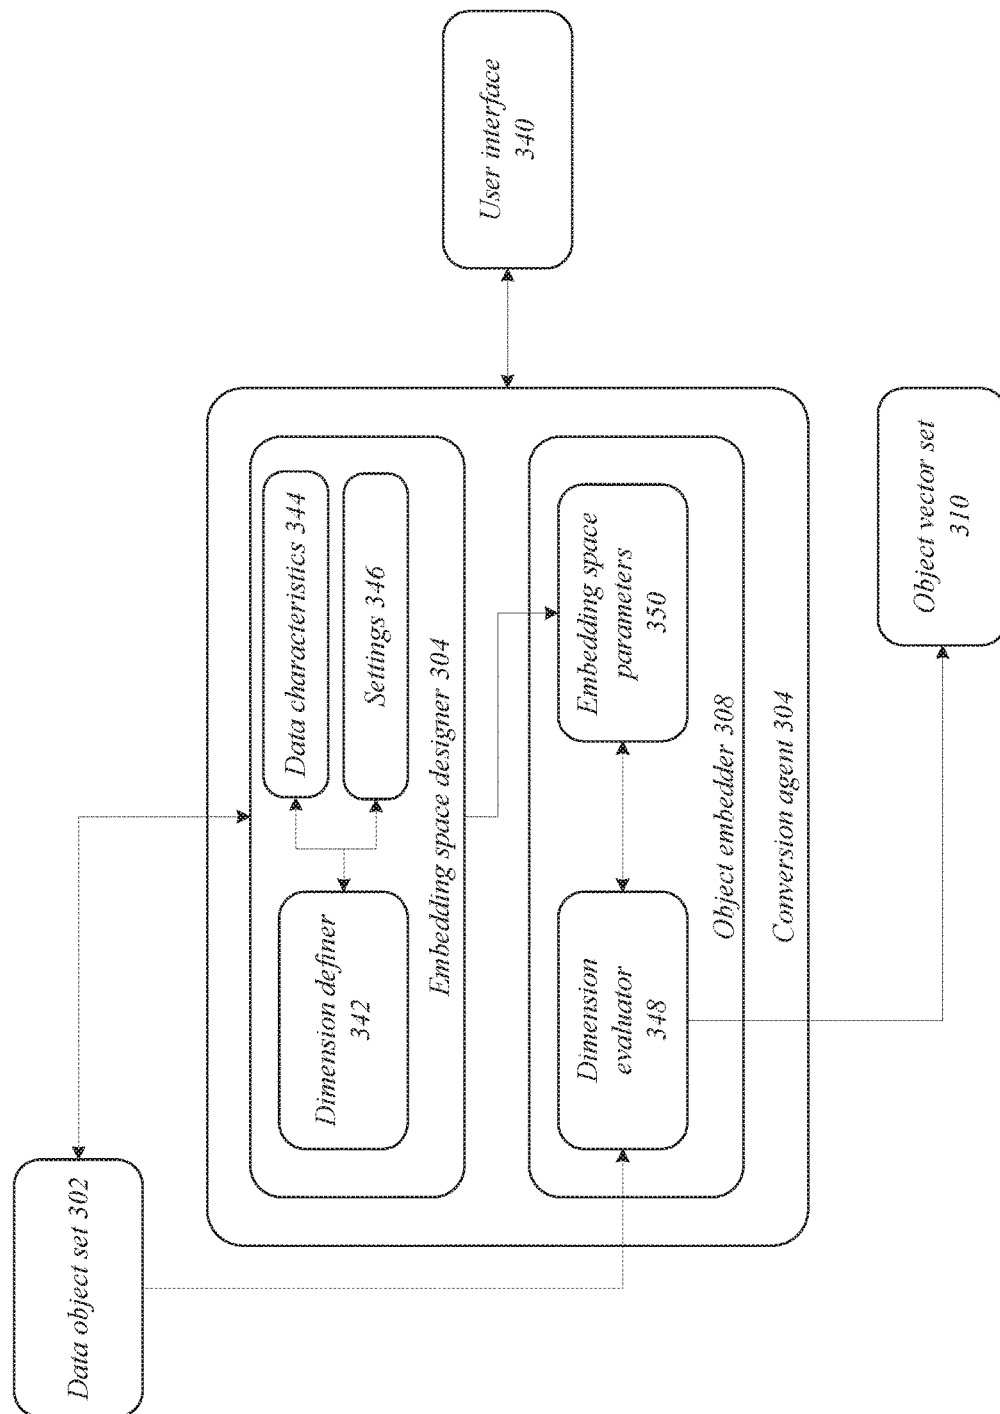 Data object set 302
Dimension definer
342
Data characteristics 344
Settings 346
Embedding space designer 304
User interface
340
Dimension
evaluator
348
Embedding space
parameters
350
Object embedder 308
Conversion agent 304
Object vector set
310